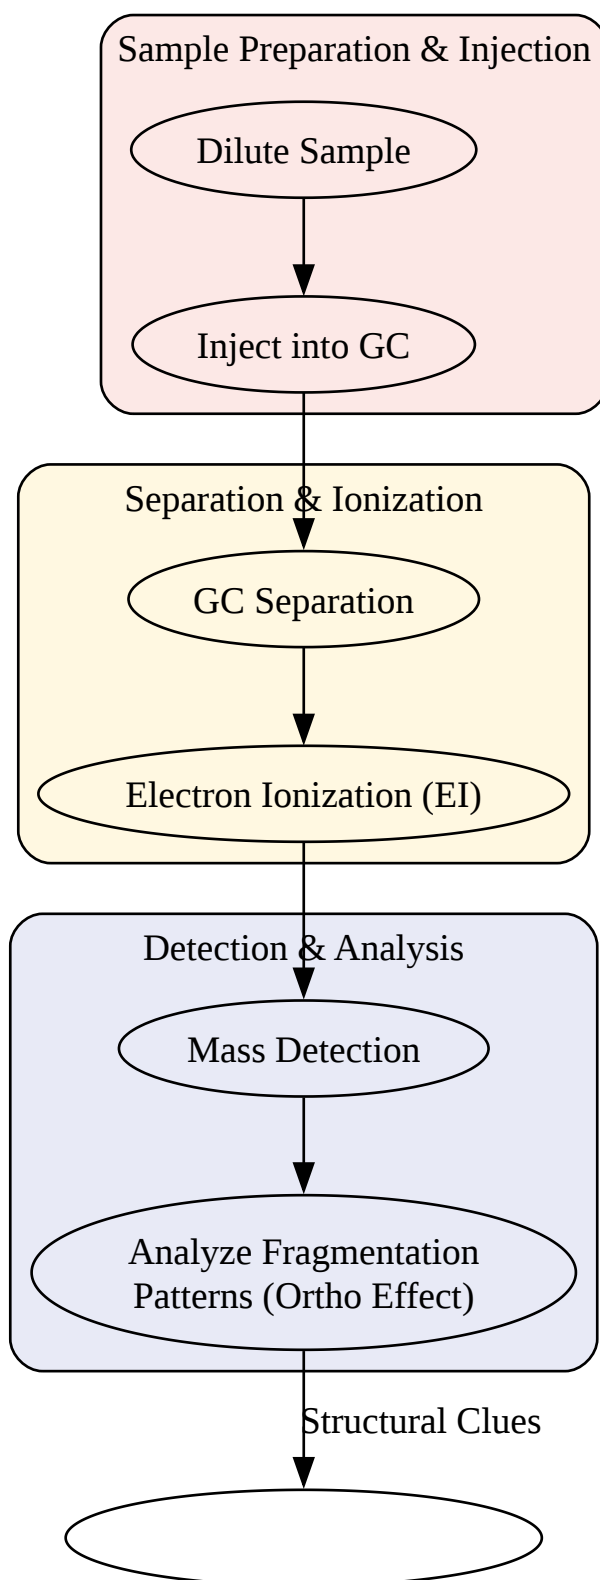 Sample Preparation & Injection
Dilute Sample
Inject into GC
Separation & Ionization
GC Separation
Electron Ionization (EI)
Detection & Analysis
Mass Detection
Analyze Fragmentation
Patterns (Ortho Effect)
Structural Clues